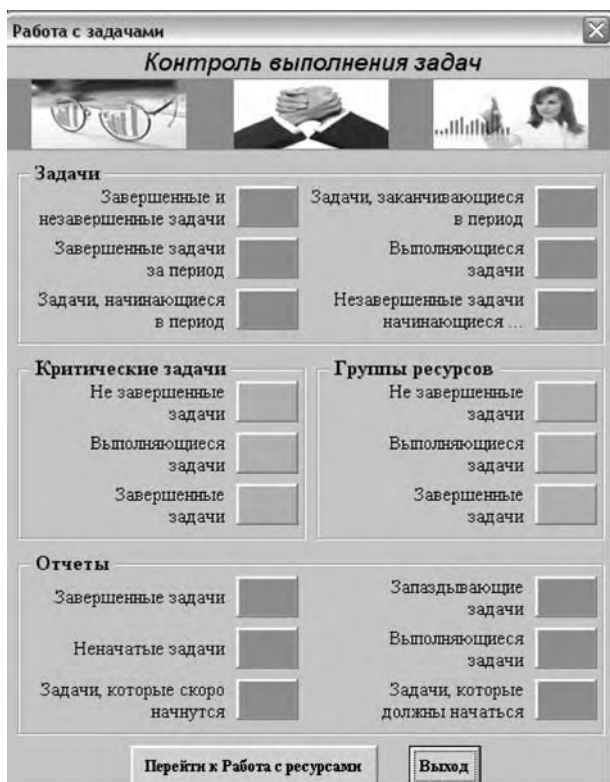 Работа с задачами
Контроль выполнения задач
Задачи
Завершенные и
незавершенные задачи
Задачи, заканчивающиеся
в период
Завершенные задачи
за период
Выполняющиеся
задачи
Задачи, начинающиеся
в период
Незавершенные задачи
начинающиеся ...
Критические задачи
Не завершенные
задачи
Выполняющиеся
задачи
Завершенные
задачи
Группы ресурсов
Не завершенные
задачи
Выполняющиеся
задачи
Завершенные
задачи
Отчеты
Завершенные задачи
Запаздывающие
задачи
Неначатые задачи
Выполняющиеся
задачи
Задачи, которые скоро
начнутся
Задачи, которые
должны начаться
Перейти к Работа с ресурсами
Выход